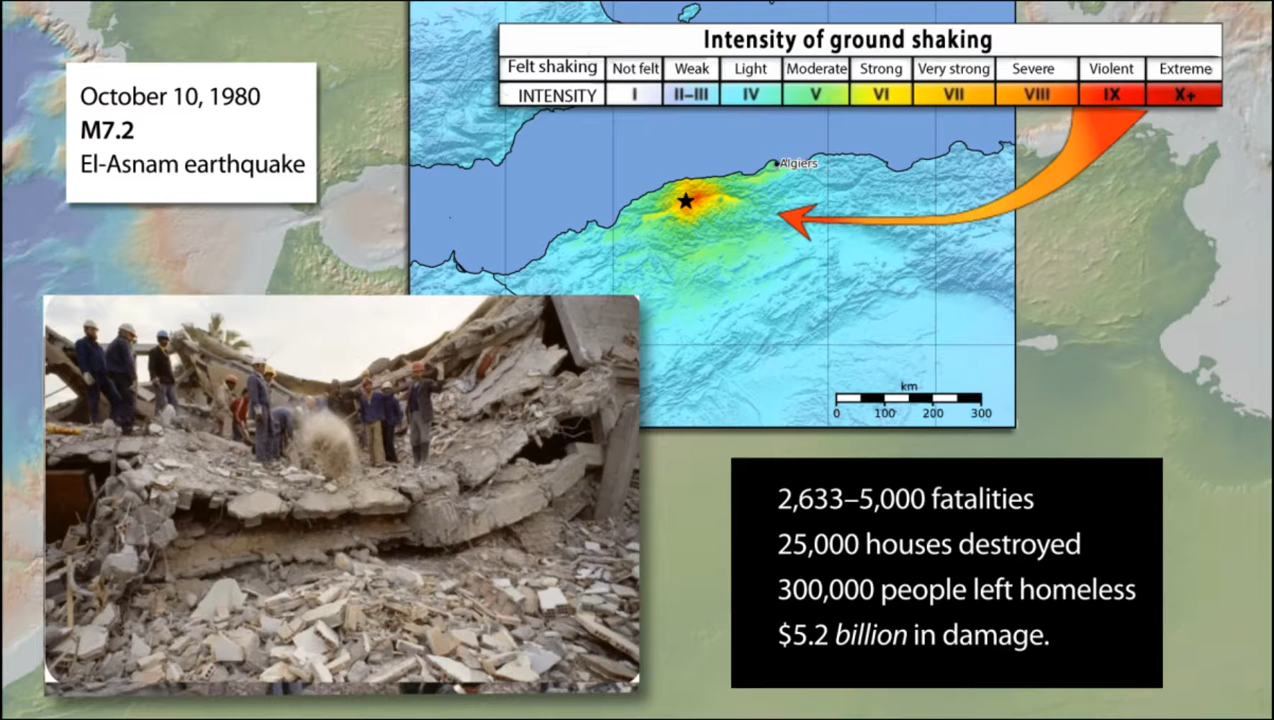 October 10, 1980
M7.2
El-Asnam earthquake
Intensity of ground shaking
Felt shaking Not felt Weak Light Moderate Strong Very strong Severe Violent Extreme
INTENSITY I II–III IV V VI VII VIII IX X+
Algiers
km
0 100 200 300
2,633–5,000 fatalities
25,000 houses destroyed
300,000 people left homeless
$5.2 billion in damage.